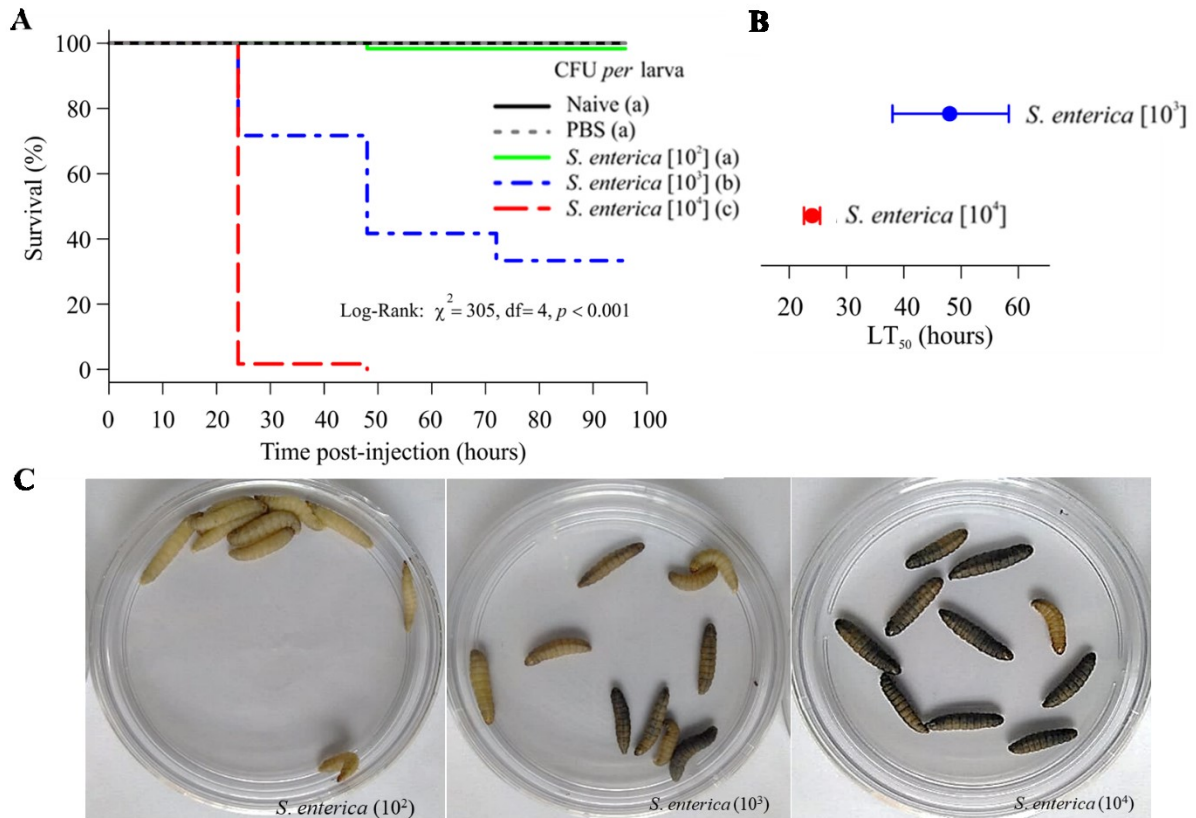 A
100
80
60
40
20
0
Survival (%)
CFU per larva
Naive (a)
PBS (a)
S. enterica [10²] (a)
S. enterica [10³] (b)
S. enterica [10⁴] (c)
Log-Rank: χ² = 305, df= 4, p < 0.001
0 10 20 30 40 50 60 70 80 90 100
Time post-injection (hours)
B
S. enterica [10³]
S. enterica [10⁴]
20 30 40 50 60
LT₅₀ (hours)
C
S. enterica (10²)
S. enterica (10³)
S. enterica (10⁴)